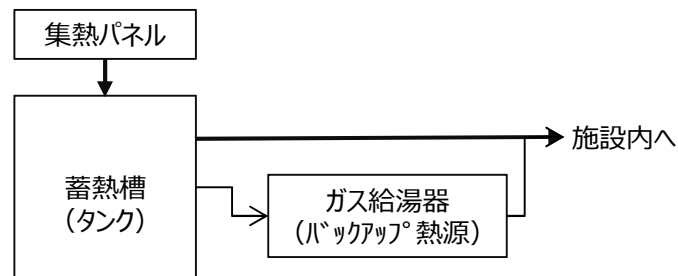 集熱パネル
施設内へ
蓄熱槽
(タンク)
ガス給湯器
(バックアップ熱源)